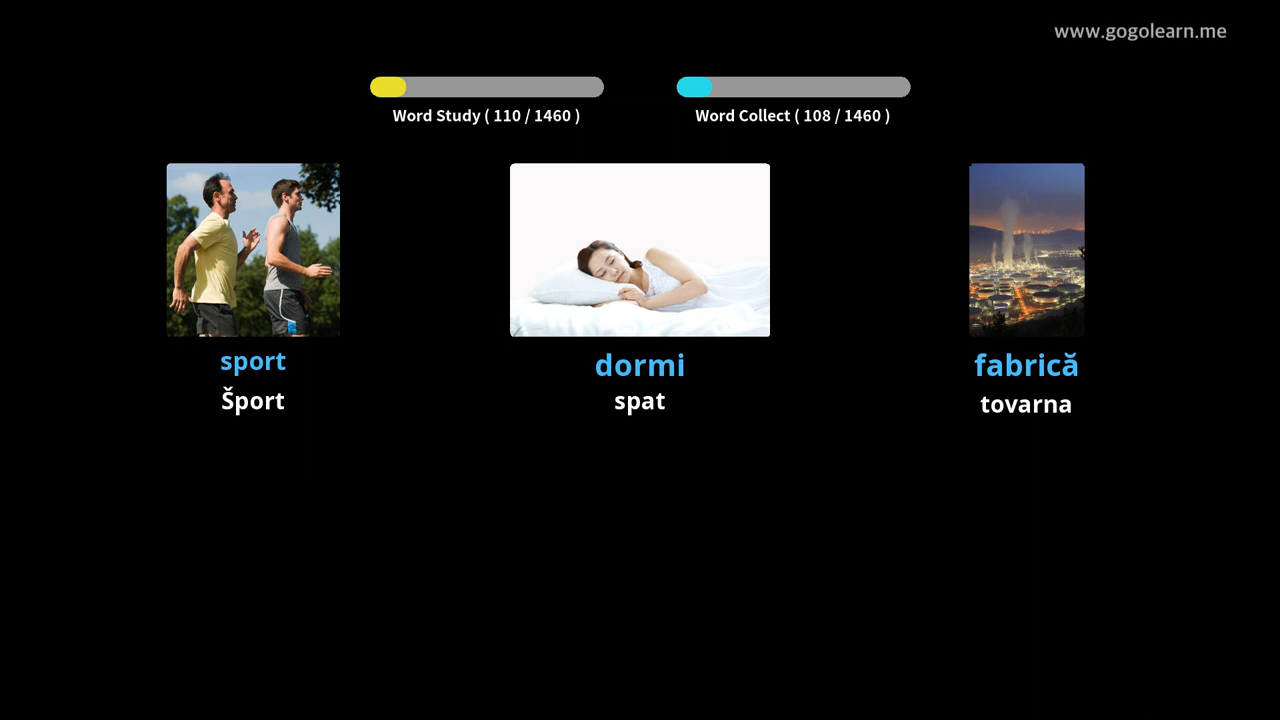 www.gogolearn.me
Word Study ( 110 / 1460 )
Word Collect ( 108 / 1460 )
sport
Šport
dormi
spat
fabrică
tovarna